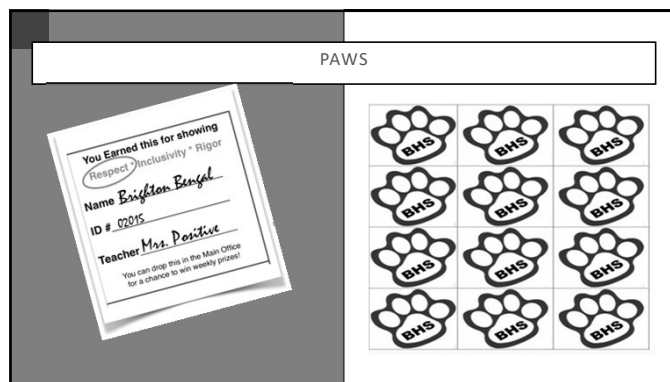 PAWS
You Earned this for showing
Respect * Inclusivity * Rigor
Name Brighton Bengal
ID # 02015
Teacher Mrs. Positive
You can drop this in the Main Office
for a chance to win weekly prizes!
BHS BHS BHS
BHS BHS BHS
BHS BHS BHS
BHS BHS BHS